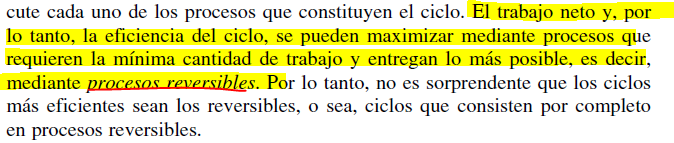 cute cada uno de los procesos que constituyen el ciclo. El trabajo neto y, por
lo tanto, la eficiencia del ciclo, se pueden maximizar mediante procesos que
requieren la mínima cantidad de trabajo y entregan lo más posible, es decir,
mediante procesos reversibles. Por lo tanto, no es sorprendente que los ciclos
más eficientes sean los reversibles, o sea, ciclos que consisten por completo
en procesos reversibles.